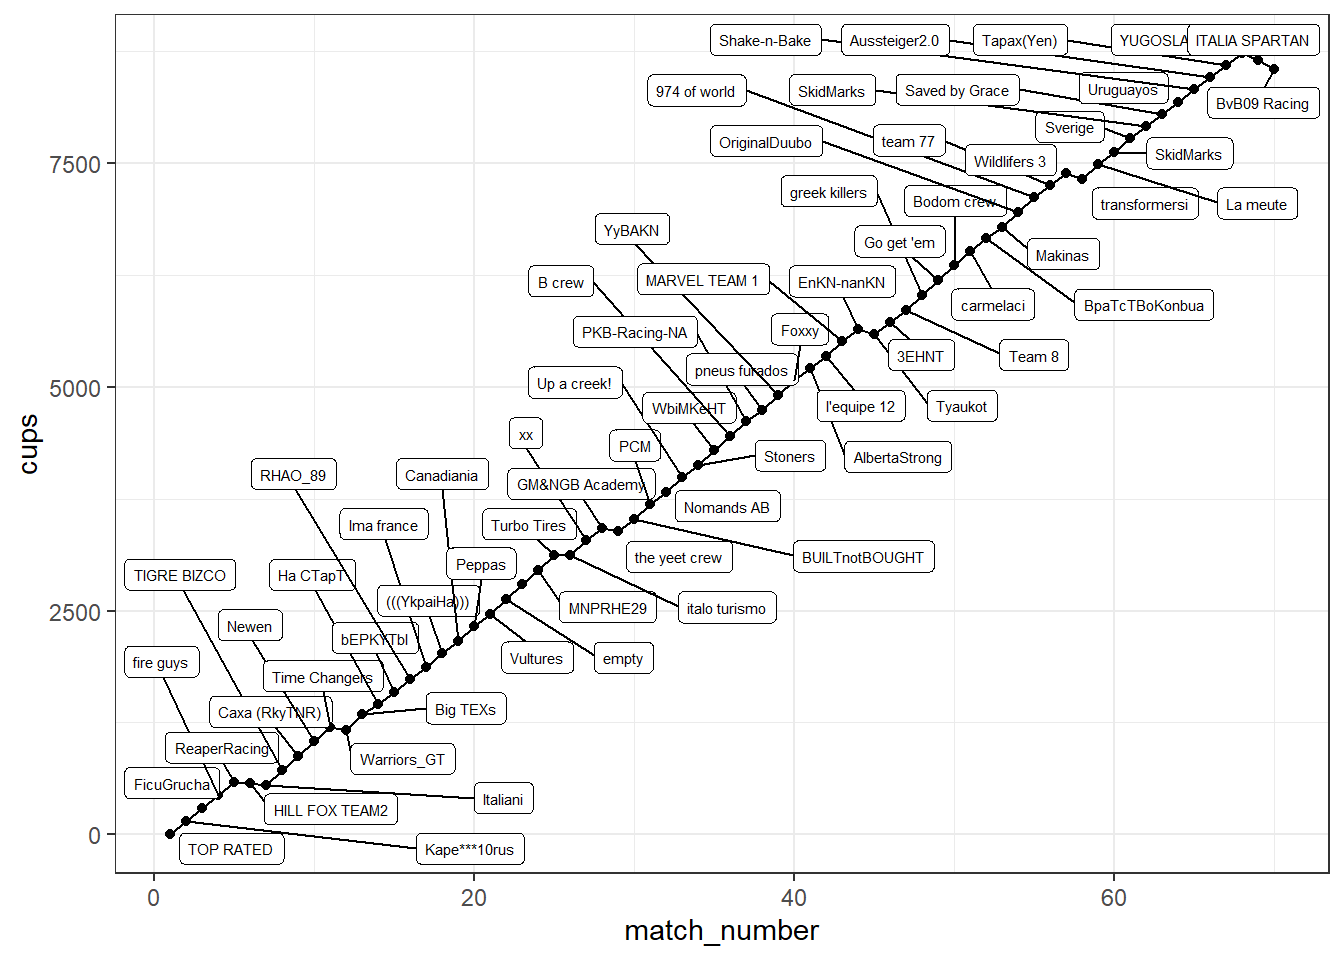 Shake-n-Bake
Aussteiger2.0
Tapax(Yen)
YUGOSLA
ITALIA SPARTAN
974 of world
SkidMarks
Saved by Grace
Uruguayos
BvB09 Racing
OriginalDuubo
team 77
Sverige
SkidMarks
Wildlifers 3
7500
greek killers
Bodom crew
transformersi
La meute
YyBAKN
Go get 'em
Makinas
B crew
MARVEL TEAM 1
EnKN-nanKN
carmelaci
BpaTcTBoKonbua
PKB-Racing-NA
Foxxy
3EHNT
Team 8
pneus furados
5000
Up a creek!
WbiMKeHT
l'equipe 12
Tyaukot
cups
xx
PCM
Stoners
AlbertaStrong
RHAO_89
Canadiania
GM&NGB Academy
Nomands AB
Ima france
Turbo Tires
the yeet crew
BUILTnotBOUGHT
TIGRE BIZCO
Ha CTapT
Peppas
2500
(((YkpaiHa)))
MNPRHE29
italo turismo
Newen
bEPKYTbI
Vultures
empty
fire guys
Time Changers
Caxa (RkyTNR)
Big TEXs
ReaperRacing
Warriors_GT
FicuGrucha
HILL FOX TEAM2
Italiani
0
TOP RATED
Kape***10rus
0
20
40
60
match_number